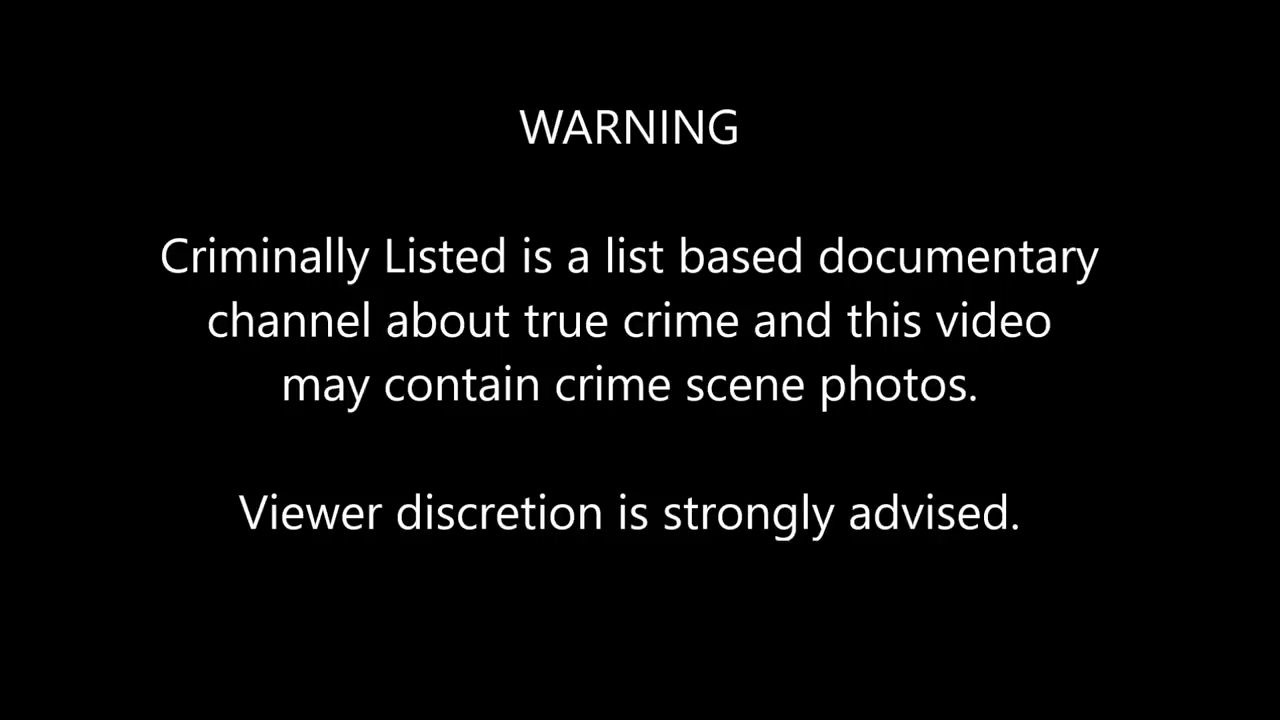 WARNING
Criminally Listed is a list based documentary
channel about true crime and this video
may contain crime scene photos.
Viewer discretion is strongly advised.